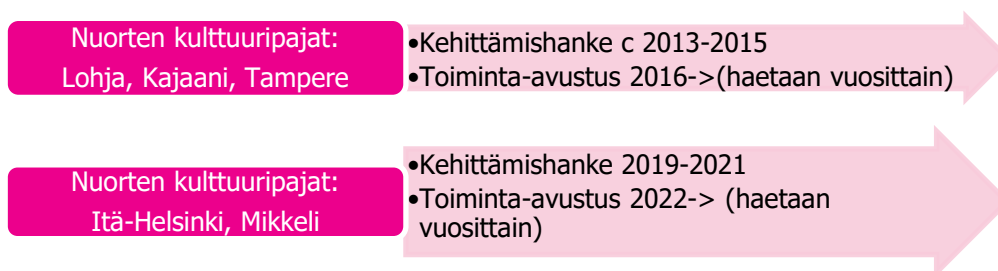 Nuorten kulttuuripajat:
Lohja, Kajaani, Tampere
•Kehittämishanke c 2013-2015
•Toiminta-avustus 2016->(haetaan vuosittain)
Nuorten kulttuuripajat:
Itä-Helsinki, Mikkeli
•Kehittämishanke 2019-2021
•Toiminta-avustus 2022-> (haetaan
vuosittain)